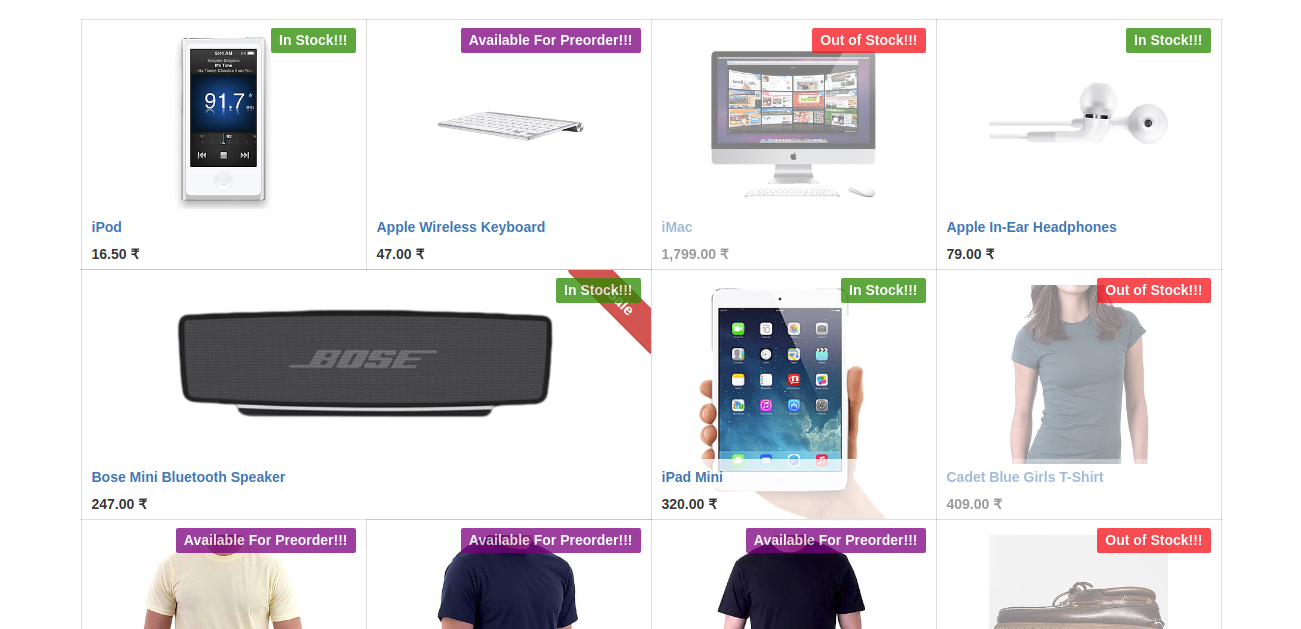 In Stock!!!
Available For Preorder!!!
Out of Stock!!!
In Stock!!!
91.7
iPod
Apple Wireless Keyboard
iMac
Apple In-Ear Headphones
16.50 ₹
47.00 ₹
1,799.00 ₹
79.00 ₹
In Stock!!!
In Stock!!!
Out of Stock!!!
BOSE
Bose Mini Bluetooth Speaker
iPad Mini
Cadet Blue Girls T-Shirt
247.00 ₹
320.00 ₹
409.00 ₹
Available For Preorder!!!
Available For Preorder!!!
Available For Preorder!!!
Out of Stock!!!